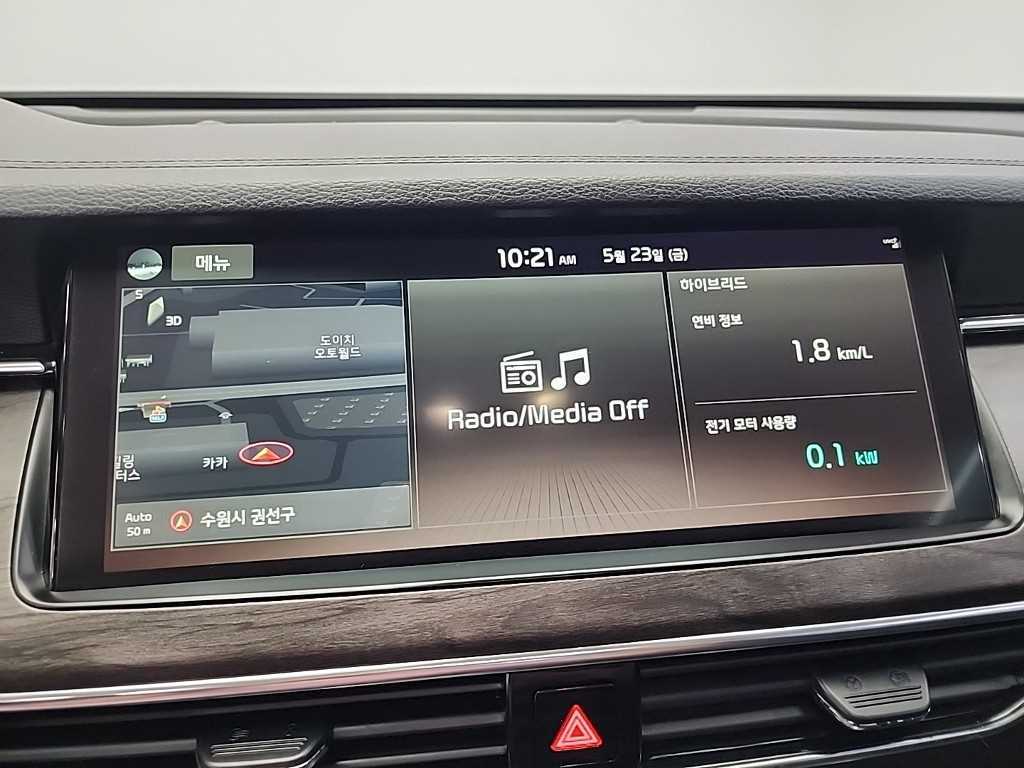 메뉴
10:21 AM 5월 23일 (금)
S
3D
도이치
오토월드
카카
Auto
50 m
수원시 권선구
Radio/Media Off
하이브리드
연비 정보
1.8 km/L
전기 모터 사용량
0.1 kW